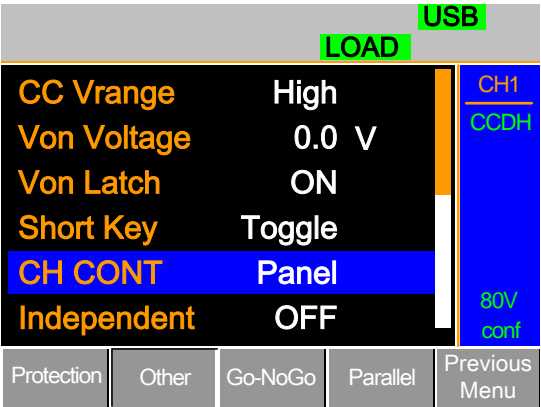 USB
LOAD
CC Vrange High
Von Voltage 0.0 V
Von Latch ON
Short Key Toggle
CH CONT Panel
Independent OFF
CH1
CCDH
80V
conf
Protection Other Go-NoGo Parallel Previous Menu